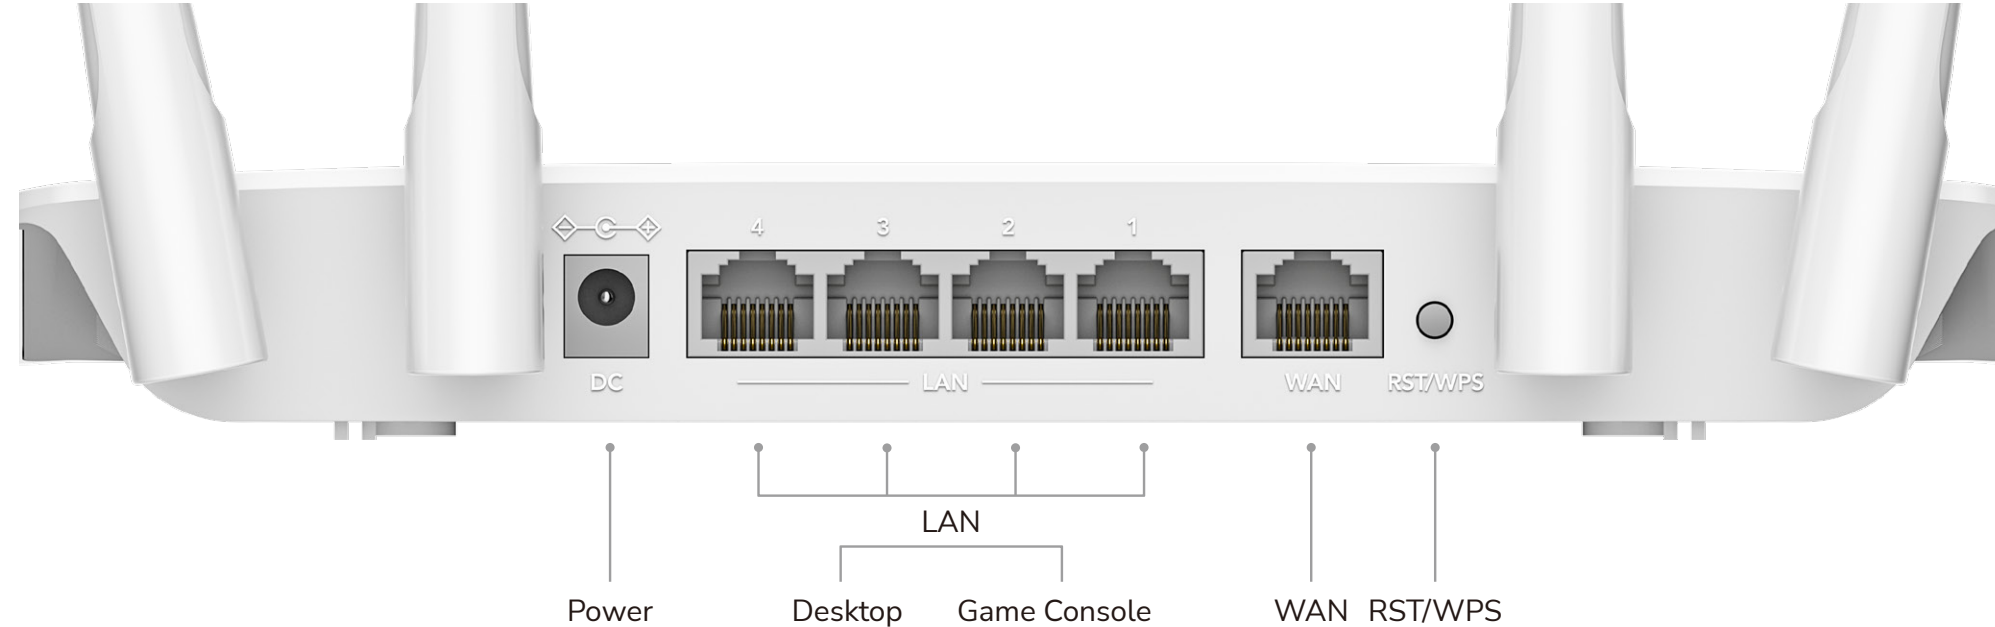 4 3 2 1
DC LAN WAN RST/WPS
LAN
Power Desktop Game Console WAN RST/WPS